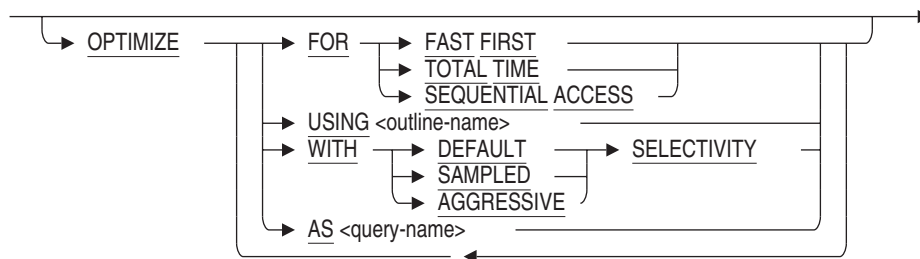 OPTIMIZE FOR FAST FIRST
TOTAL TIME
SEQUENTIAL ACCESS
USING <outline-name>
WITH DEFAULT SELECTIVITY
SAMPLED
AGGRESSIVE
AS <query-name>